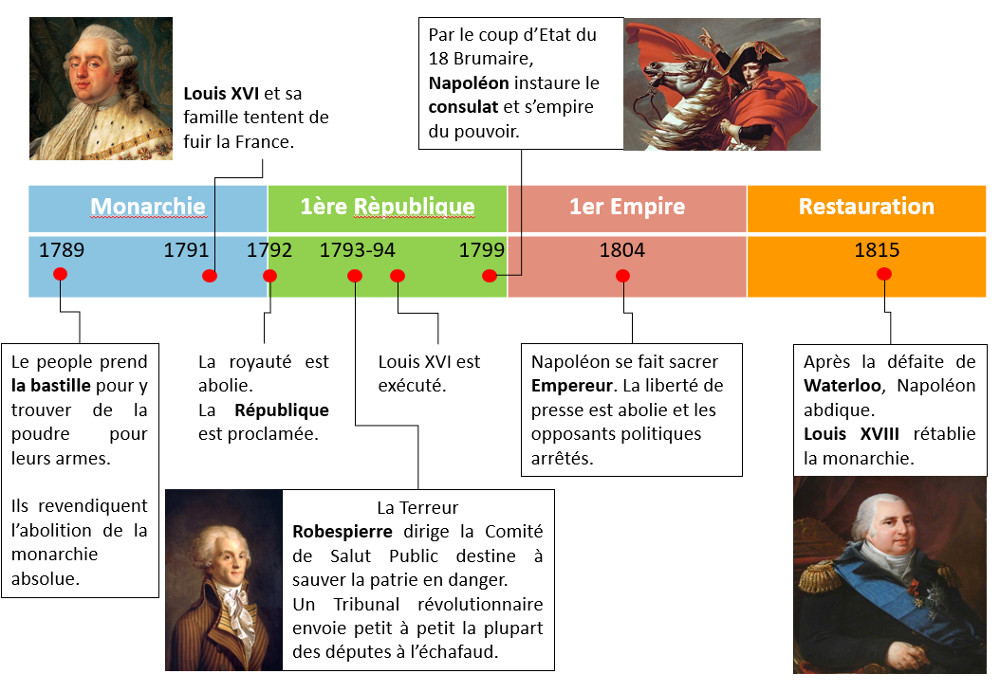 Louis XVI et sa
famille tentent de
fuir la France.
Par le coup d’Etat du
18 Brumaire,
Napoléon instaure le
consulat et s’empire
du pouvoir.
Monarchie
1ère Rèpublique
1er Empire
Restauration
1789
1791
1792
1793-94
1799
1804
1815
Le people prend
la bastille pour y
trouver de la
poudre pour
leurs armes.
Ils revendiquent
l’abolition de la
monarchie
absolue.
La royauté est
abolie.
La République
est proclamée.
Louis XVI est
exécuté.
Napoléon se fait sacrer
Empereur. La liberté de
presse est abolie et les
opposants politiques
arrêtés.
Après la défaite de
Waterloo, Napoléon
abdique.
Louis XVIII rétablie
la monarchie.
La Terreur
Robespierre dirige la Comité
de Salut Public destine à
sauver la patrie en danger.
Un Tribunal révolutionnaire
envoie petit à petit la plupart
des députes à l’échafaud.